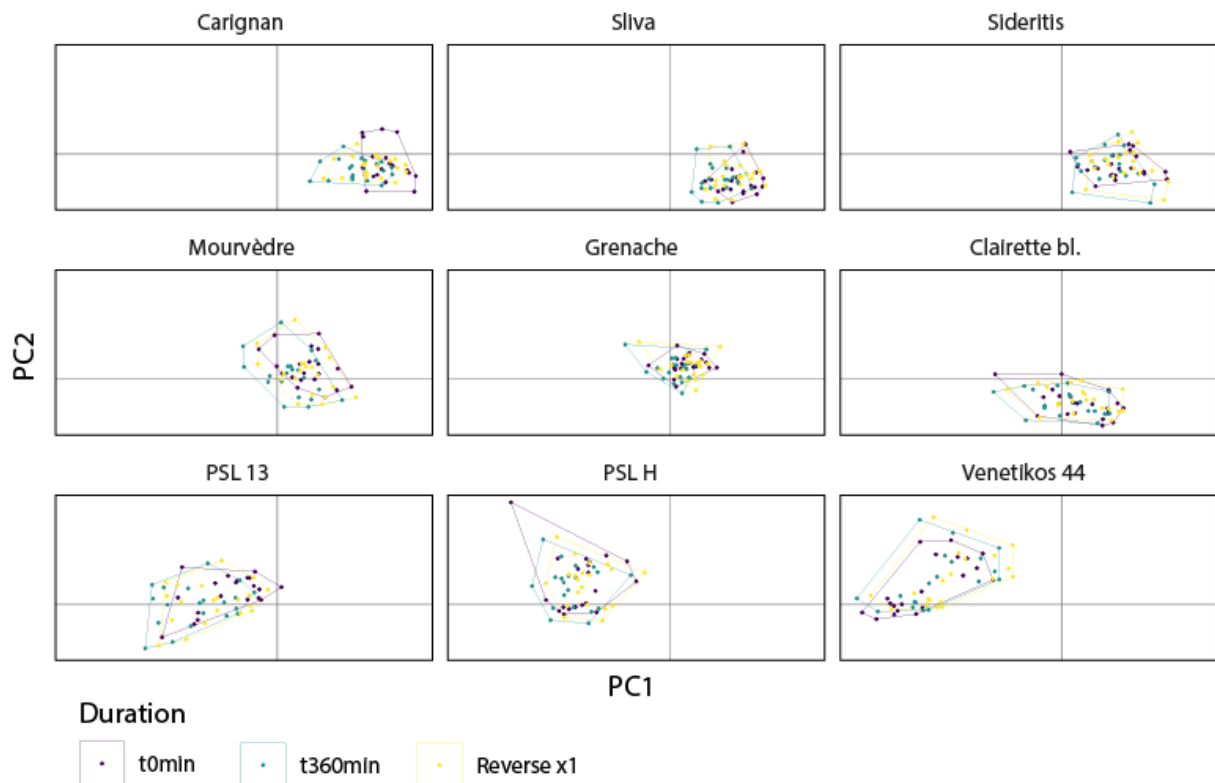 Carignan
Sliva
Sideritis
Mourvèdre
Grenache
Clairette bl.
PC2
PSL 13
PSL H
Venetikos 44
PC1
Duration
t0min
t360min
Reverse x1